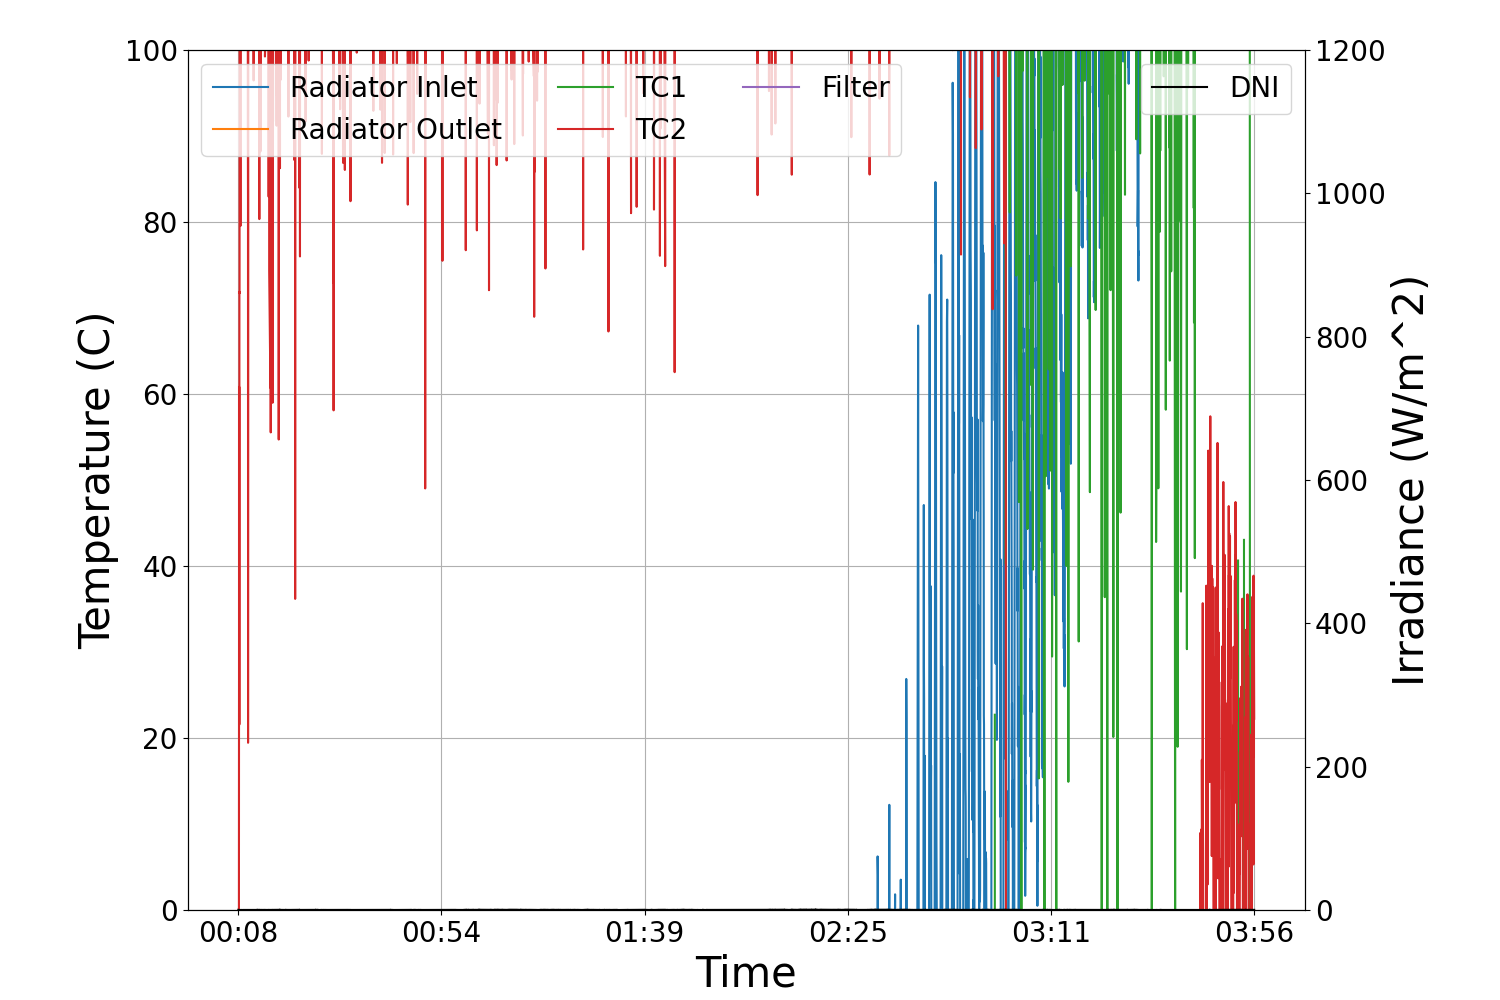 100
80
60
40
20
0
Temperature (C)
Radiator Inlet
Radiator Outlet
TC1
TC2
Filter
DNI
1200
1000
800
600
400
200
0
Irradiance (W/m^2)
00:08 00:54 01:39 02:25 03:11 03:56
Time